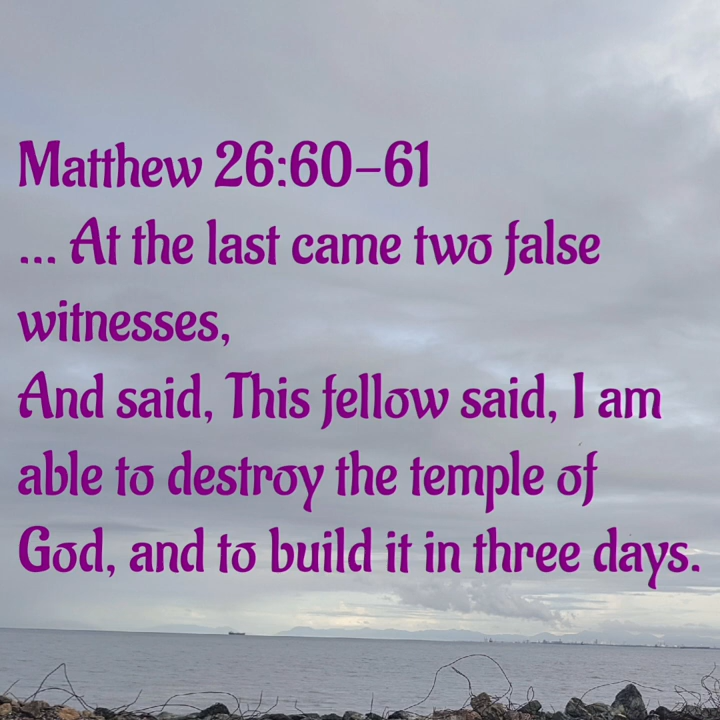 Matthew 26:60-61
... At the last came two false
witnesses,
And said, This fellow said, I am
able to destroy the temple of
God, and to build it in three days.